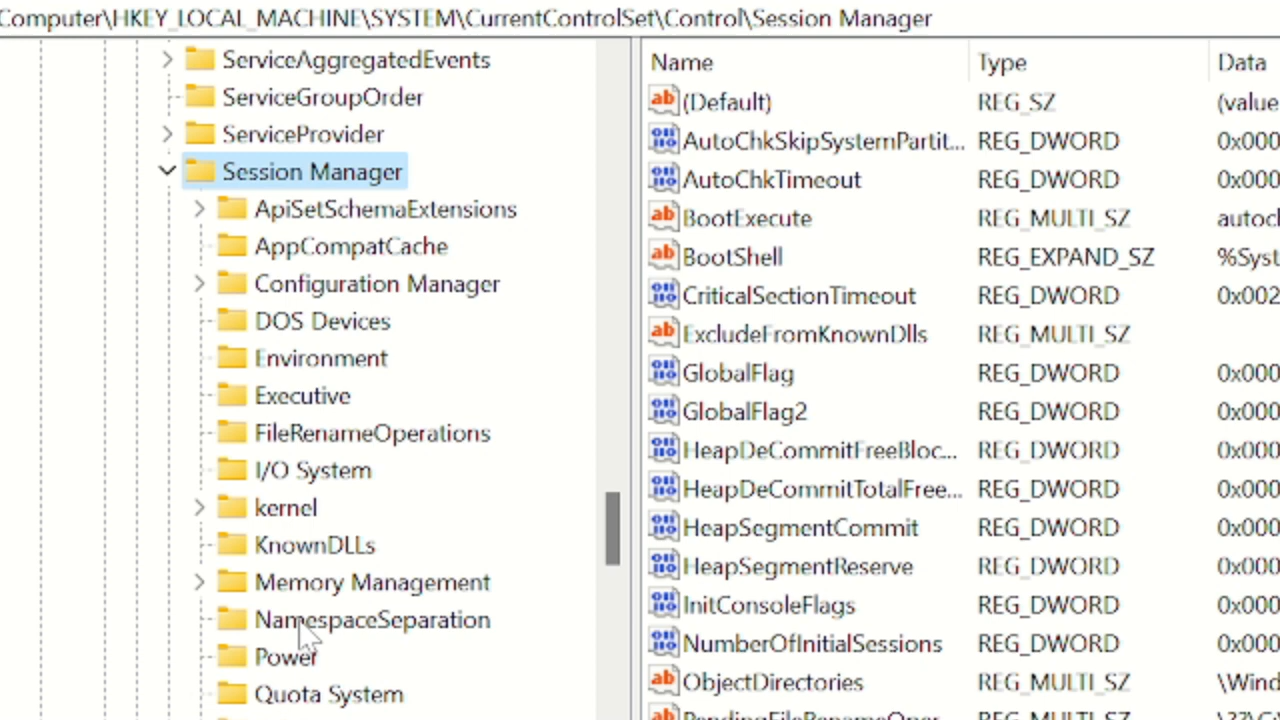 Computer\HKEY_LOCAL_MACHINE\SYSTEM\CurrentControlSet\Control\Session Manager
ServiceAggregatedEvents
ServiceGroupOrder
ServiceProvider
Session Manager
ApiSetSchemaExtensions
AppCompatCache
Configuration Manager
DOS Devices
Environment
Executive
FileRenameOperations
I/O System
kernel
KnownDLLs
Memory Management
NamespaceSeparation
Power
Quota System
Name Type Data
(Default) REG_SZ (value
AutoChkSkipSystemPartit... REG_DWORD 0x000
AutoChkTimeout REG_DWORD 0x000
BootExecute REG_MULTI_SZ autocl
BootShell REG_EXPAND_SZ %Syst
CriticalSectionTimeout REG_DWORD 0x002
ExcludeFromKnownDlls REG_MULTI_SZ
GlobalFlag REG_DWORD 0x000
GlobalFlag2 REG_DWORD 0x000
HeapDeCommitFreeBloc... REG_DWORD 0x000
HeapDeCommitTotalFree... REG_DWORD 0x000
HeapSegmentCommit REG_DWORD 0x000
HeapSegmentReserve REG_DWORD 0x000
InitConsoleFlags REG_DWORD 0x000
NumberOfInitialSessions REG_DWORD 0x000
ObjectDirectories REG_MULTI_SZ \Wind
PendingFileRenameOper... REG_MULTI_SZ